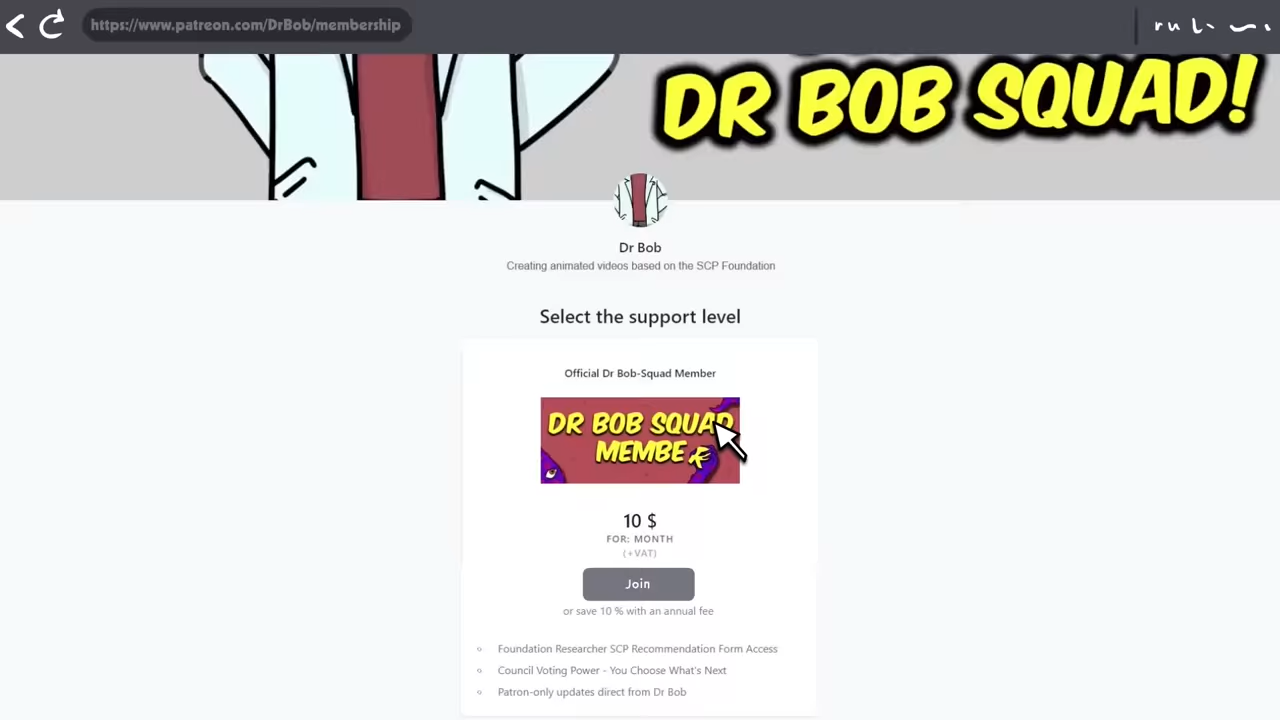 https://www.patreon.com/DrBob/membership
DR BOB SQUAD!
Dr Bob
Creating animated videos based on the SCP Foundation
Select the support level
Official Dr Bob-Squad Member
DR BOB SQUAD
MEMBER
10 $
FOR: MONTH
(+VAT)
Join
or save 10 % with an annual fee
Foundation Researcher SCP Recommendation Form Access
Council Voting Power - You Choose What's Next
Patron-only updates direct from Dr Bob